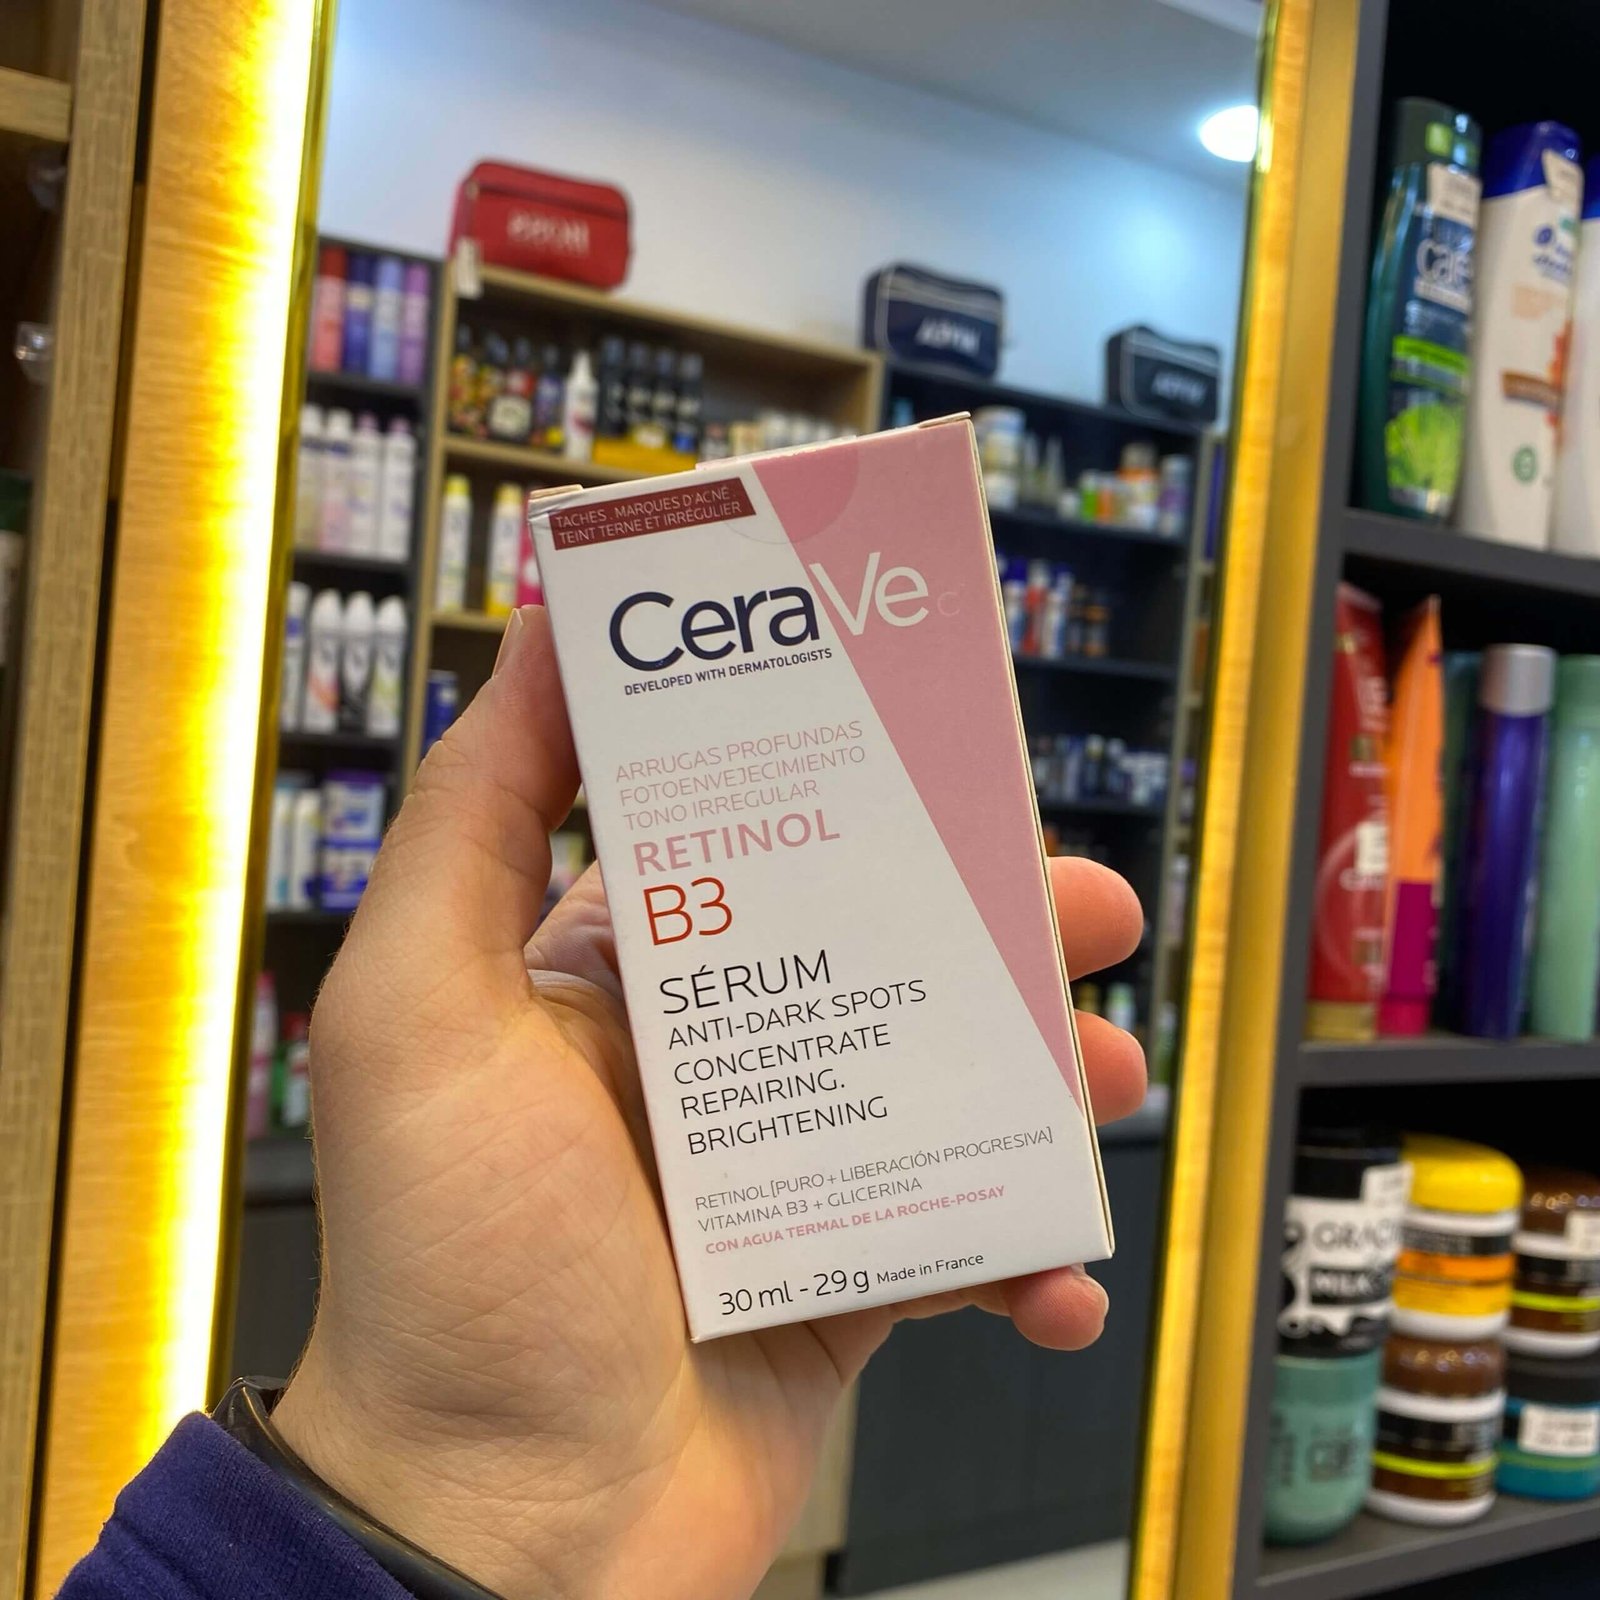 TACHES . MARQUES D'ACNÉ .
TEINT TERNE ET IRRÉGULIER
CeraVe
DEVELOPED WITH DERMATOLOGISTS
ARRUGAS PROFUNDAS
FOTOENVEJECIMIENTO
TONO IRREGULAR
RETINOL
B3
SÉRUM
ANTI-DARK SPOTS
CONCENTRATE
REPAIRING.
BRIGHTENING
RETINOL [PURO + LIBERACIÓN PROGRESIVA]
VITAMINA B3 + GLICERINA
CON AGUA TERMAL DE LA ROCHE-POSAY
30 ml - 29 g Made in France